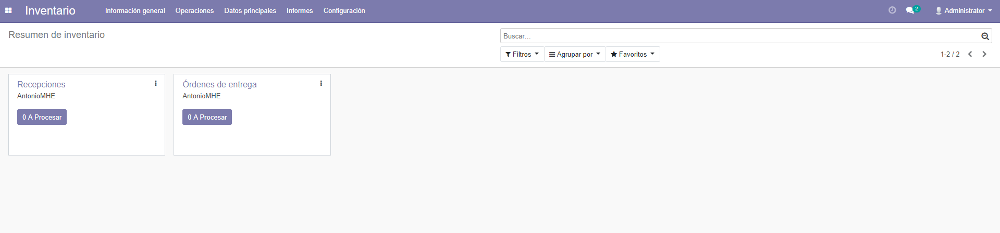 Inventario
Información general
Operaciones
Datos principales
Informes
Configuración
2
Administrator
Resumen de inventario
Buscar...
Filtros
Agrupar por
Favoritos
1-2 / 2
Recepciones
AntonioMHE
0 A Procesar
Órdenes de entrega
AntonioMHE
0 A Procesar